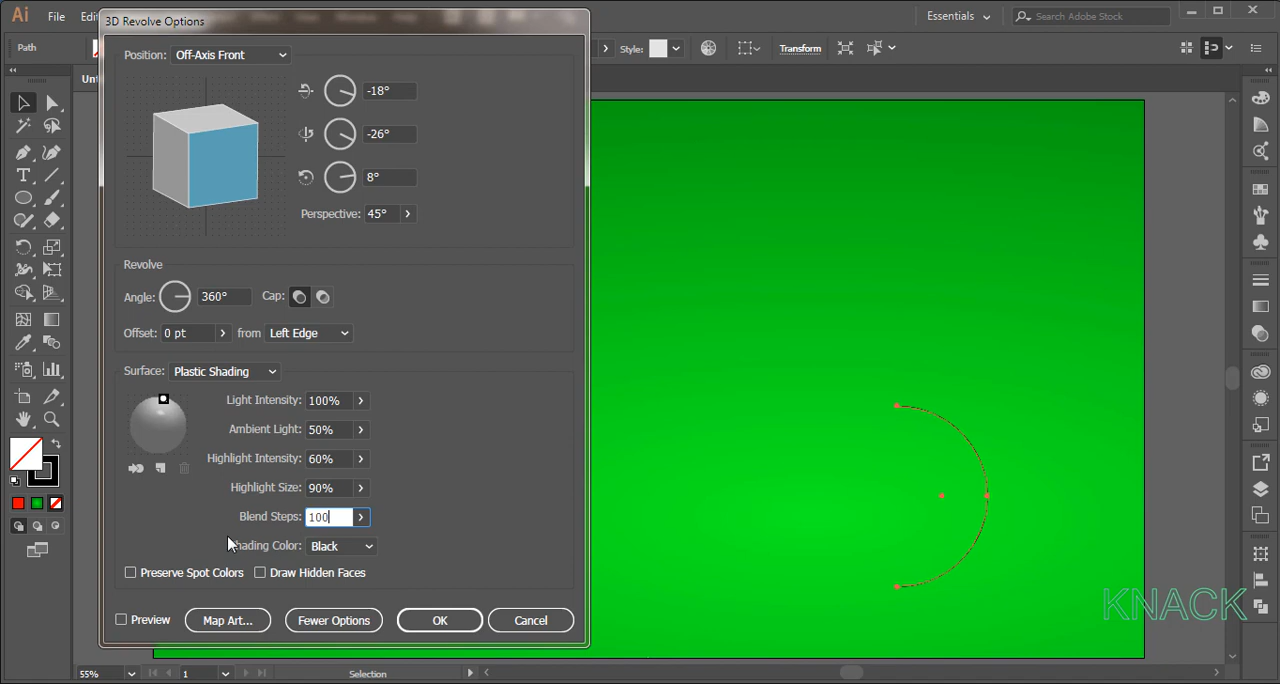 Ai File Edi
Essentials
Search Adobe Stock
3D Revolve Options
Path
Style:
Transform
Unt
Position: Off-Axis Front
-18°
-26°
8°
Perspective: 45°
Revolve
Angle: 360° Cap:
Offset: 0 pt from Left Edge
Surface: Plastic Shading
Light Intensity: 100%
Ambient Light: 50%
Highlight Intensity: 60%
Highlight Size: 90%
Blend Steps: 100
hading Color: Black
Preserve Spot Colors Draw Hidden Faces
Preview Map Art... Fewer Options OK Cancel
KNACK
55% 1 Selection